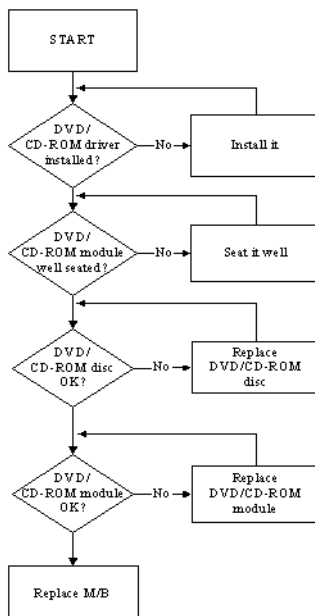 START
DVD/
CD-ROM driver
installed?
No
Install it
DVD/
CD-ROM module
well seated?
No
Seat it well
DVD/
CD-ROM disc
OK?
No
Replace
DVD/CD-ROM
disc
DVD/
CD-ROM module
OK?
No
Replace
DVD/CD-ROM
module
Replace M/B